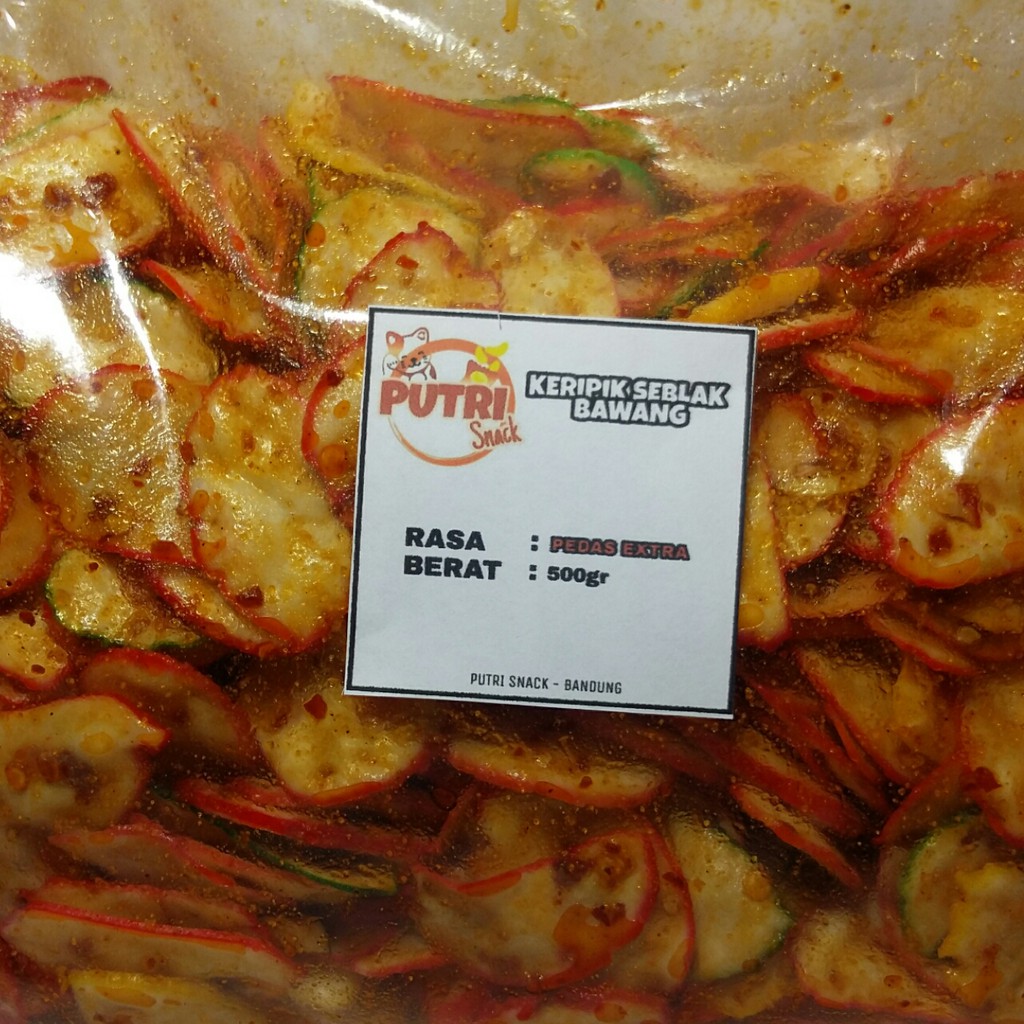 PUTRI
Snack
KERIPIK SEBLAK
BAWANG
RASA : PEDAS EXTRA
BERAT : 500gr
PUTRI SNACK - BANDUNG